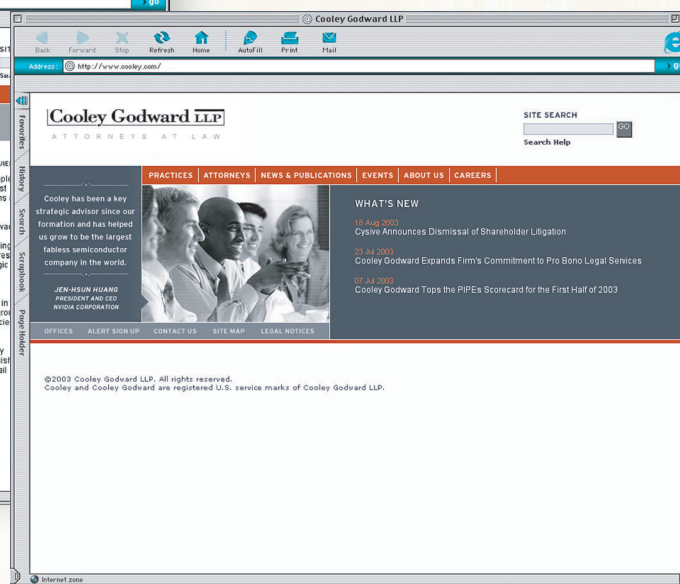 go
Cooley Godward LLP
Back Forward Stop Refresh Home AutoFill Print Mail
Address: http://www.cooley.com/ go
Favorites
History
Search
Scrapbook
Page Holder
Cooley Godward LLP
ATTORNEYS AT LAW
SITE SEARCH
GO
Search Help
PRACTICES ATTORNEYS NEWS & PUBLICATIONS EVENTS ABOUT US CAREERS
Cooley has been a key
strategic advisor since our
formation and has helped
us grow to be the largest
fabless semiconductor
company in the world.
JEN-HSUN HUANG
PRESIDENT AND CEO
NVIDIA CORPORATION
WHAT'S NEW
18 Aug 2003
Cysive Announces Dismissal of Shareholder Litigation
23 Jul 2003
Cooley Godward Expands Firm's Commitment to Pro Bono Legal Services
07 Jul 2003
Cooley Godward Tops the PIPEs Scorecard for the First Half of 2003
OFFICES ALERT SIGN UP CONTACT US SITE MAP LEGAL NOTICES
©2003 Cooley Godward LLP. All rights reserved.
Cooley and Cooley Godward are registered U.S. service marks of Cooley Godward LLP.
Internet zone